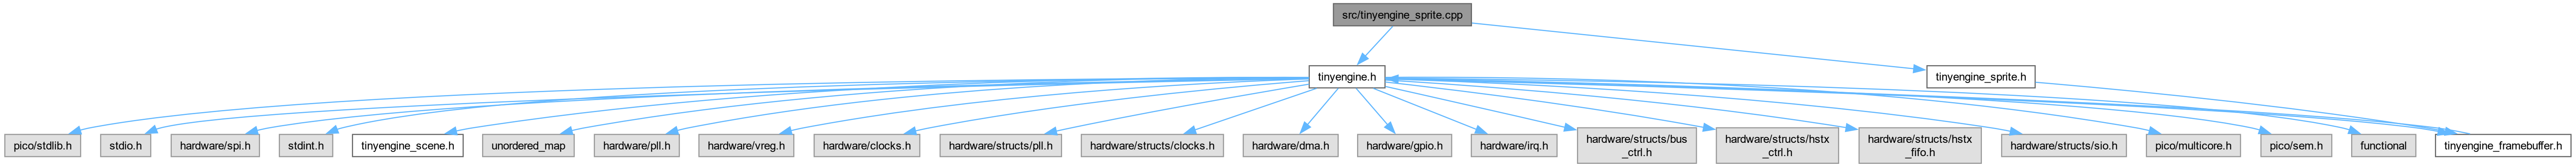 src/tinyengine_sprite.cpp
tinyengine.h
tinyengine_sprite.h
pico/stdlib.h
stdio.h
hardware/spi.h
stdint.h
tinyengine_scene.h
unordered_map
hardware/pll.h
hardware/vreg.h
hardware/clocks.h
hardware/structs/pll.h
hardware/structs/clocks.h
hardware/dma.h
hardware/gpio.h
hardware/irq.h
hardware/structs/bus
_ctrl.h
hardware/structs/hstx
_ctrl.h
hardware/structs/hstx
_fifo.h
hardware/structs/sio.h
pico/multicore.h
pico/sem.h
functional
tinyengine_framebuffer.h